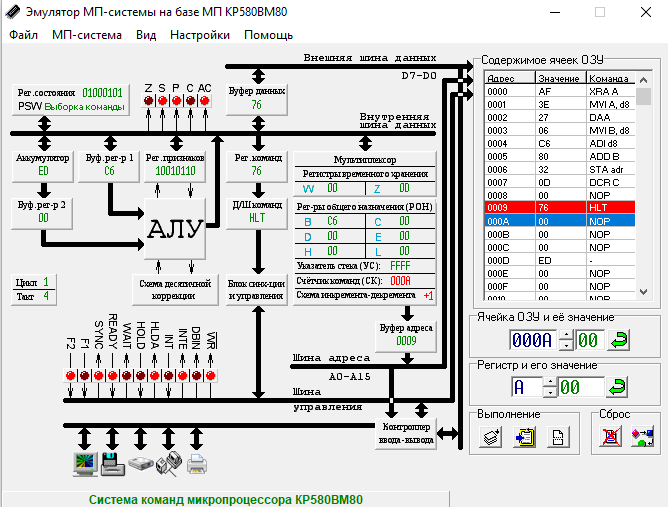 Эмулятор МП-системы на базе МП КР580ВМ80
Файл МП-система Вид Настройки Помощь
Внешняя шина данных
D7-D0
Z S P C AC
Рег.состояния 01000101
PSW Выборка команды
Буфер данных
76
Внутренняя
шина данных
Аккумулятор
ED
Буф.рег-р 1
C6
Рег.признаков
10010110
Рег.команд
76
Мультиплексор
Регистры временного хранения
W 00 Z 00
Буф.рег-р 2
00
АЛУ
Д/Ш команд
HLT
Рег-ры общего назначения (РОН)
B C6 C 00
D 00 E 00
H 00 L 00
Указатель стека (УС): FFFF
Счётчик команд (СК): 000A
Схема инкремента-декремента +1
Цикл 1
Такт 4
Схема десятичной
коррекции
Блок синх-ции
и управления
Буфер адреса
0009
F2 F1 SYNC READY WAIT HOLD HLDA INT INTE DBIN WR
Шина адреса
A0-A15
Шина
управления
Контроллер
ввода-вывода
Система команд микропроцессора КР580ВМ80
Содержимое ячеек ОЗУ
Адрес Значение Команда
0000 AF XRA A
0001 3E MVI A, d8
0002 27 DAA
0003 06 MVI B, d8
0004 C6 ADI d8
0005 80 ADD B
0006 32 STA adr
0007 0D DCR C
0008 00 NOP
0009 76 HLT
000A 00 NOP
000B 00 NOP
000C 00 NOP
000D ED -
000E 00 NOP
000F 00 NOP
0010 00 NOP
Ячейка ОЗУ и её значение
000A 00
Регистр и его значение
A 00
Выполнение
Сброс